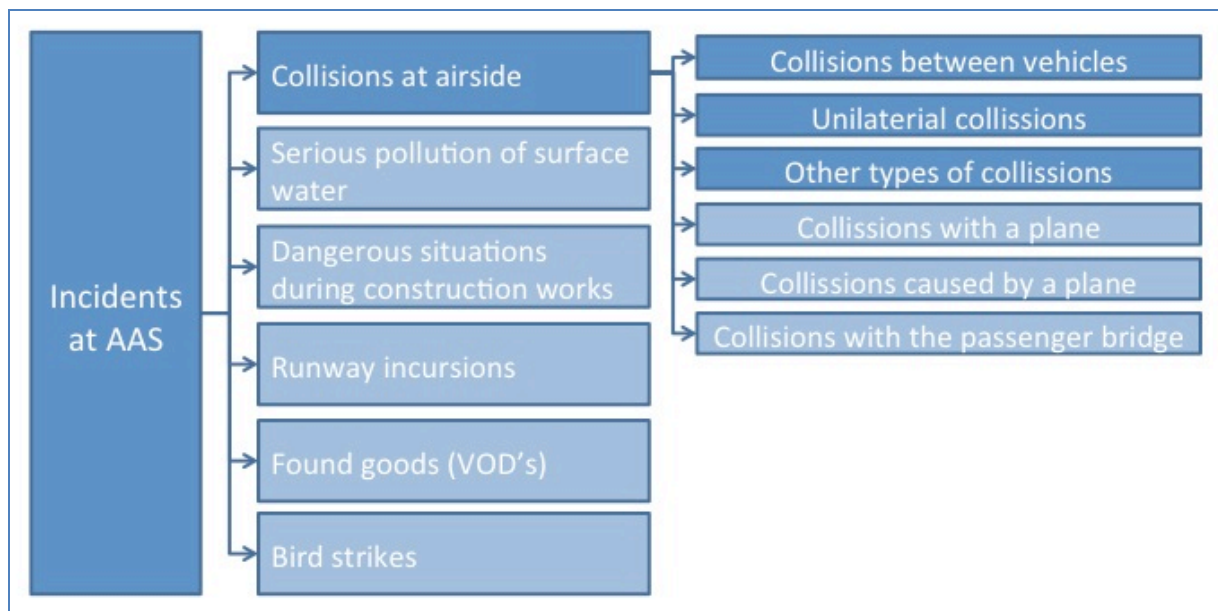 Incidents
at AAS
Collisions at airside
Serious pollution of surface
water
Dangerous situations
during construction works
Runway incursions
Found goods (VOD's)
Bird strikes
Collisions between vehicles
Unilaterial collissions
Other types of collissions
Collissions with a plane
Collissions caused by a plane
Collisions with the passenger bridge